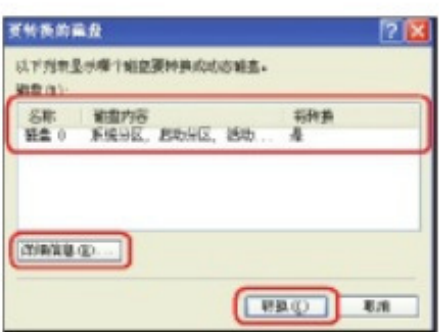 要转换的磁盘
以下列表显示哪个磁盘要转换成动态磁盘。
磁盘(D):
名称 磁盘内容 将转换
磁盘 0 系统分区, 启动分区, 活动... 是
详细信息(E)...
转换(C) 取消